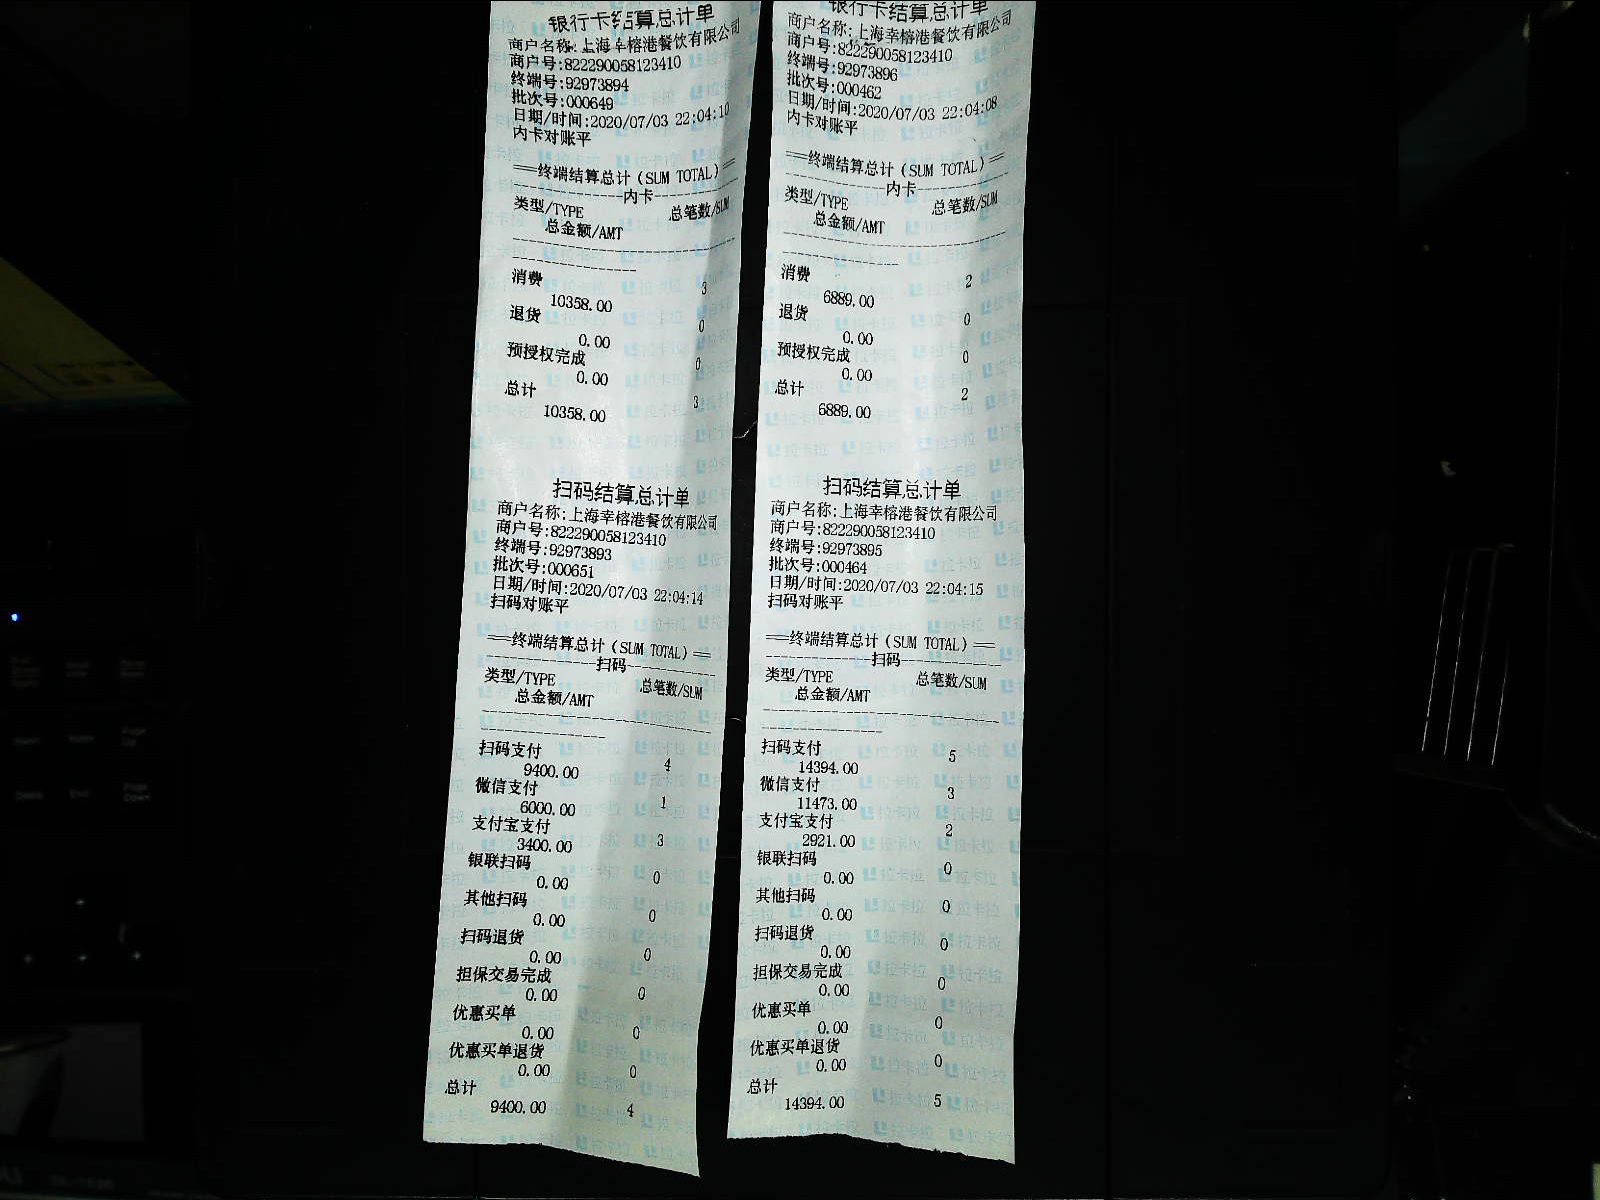 银行卡结算总计单
商户名称:上海幸榕港餐饮有限公司
商户号:822290058123410
终端号:92973894
批次号:000649
日期/时间:2020/07/03 22:04:10
内卡对账平
==终端结算总计(SUM TOTAL)==
内卡
类型/TYPE 总笔数/SUM
总金额/AMT
消费 3
10358.00
退货 0
0.00
预授权完成 0
0.00
总计 3
10358.00
扫码结算总计单
商户名称:上海幸榕港餐饮有限公司
商户号:822290058123410
终端号:92973893
批次号:000651
日期/时间:2020/07/03 22:04:14
扫码对账平
==终端结算总计(SUM TOTAL)==
扫码
类型/TYPE 总笔数/SUM
总金额/AMT
扫码支付 4
9400.00
微信支付 1
6000.00
支付宝支付 3
3400.00
银联扫码 0
0.00
其他扫码 0
0.00
扫码退货 0
0.00
担保交易完成 0
0.00
优惠买单 0
0.00
优惠买单退货 0
0.00
总计 4
9400.00
银行卡结算总计单
商户名称:上海幸榕港餐饮有限公司
商户号:822290058123410
终端号:92973896
批次号:000462
日期/时间:2020/07/03 22:04:08
内卡对账平
==终端结算总计(SUM TOTAL)==
内卡
类型/TYPE 总笔数/SUM
总金额/AMT
消费 2
6889.00
退货 0
0.00
预授权完成 0
0.00
总计 2
6889.00
扫码结算总计单
商户名称:上海幸榕港餐饮有限公司
商户号:822290058123410
终端号:92973895
批次号:000464
日期/时间:2020/07/03 22:04:15
扫码对账平
==终端结算总计(SUM TOTAL)==
扫码
类型/TYPE 总笔数/SUM
总金额/AMT
扫码支付 5
14394.00
微信支付 3
11473.00
支付宝支付 2
2921.00
银联扫码 0
0.00
其他扫码 0
0.00
扫码退货 0
0.00
担保交易完成 0
0.00
优惠买单 0
0.00
优惠买单退货 0
0.00
总计 5
14394.00